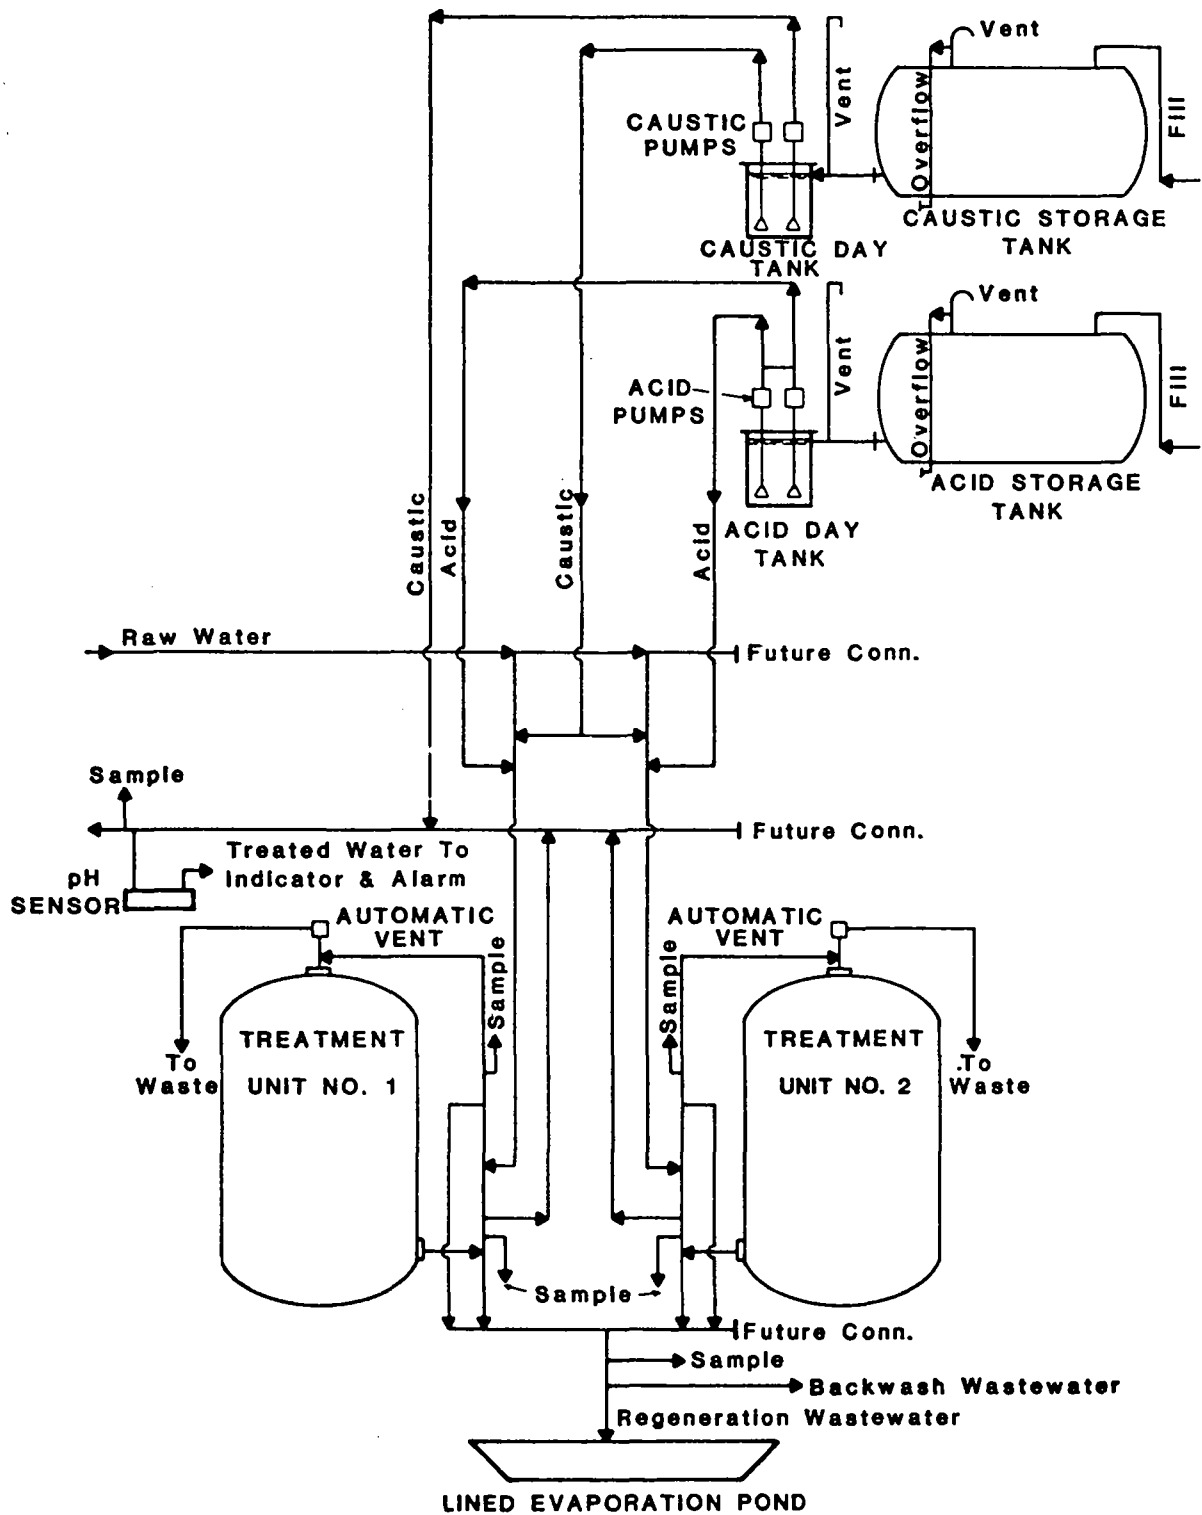 Vent
Vent
Overflow
Fill
CAUSTIC
PUMPS
CAUSTIC STORAGE
TANK
CAUSTIC DAY
TANK
Vent
Vent
Overflow
Fill
ACID
PUMPS
ACID STORAGE
TANK
ACID DAY
TANK
Caustic
Acid
Caustic
Acid
Raw Water
Future Conn.
Sample
Future Conn.
Treated Water To
Indicator & Alarm
pH
SENSOR
AUTOMATIC
VENT
AUTOMATIC
VENT
Sample
Sample
TREATMENT
UNIT NO. 1
TREATMENT
UNIT NO. 2
To
Waste
To
Waste
Sample
Future Conn.
Sample
Backwash Wastewater
Regeneration Wastewater
LINED EVAPORATION POND